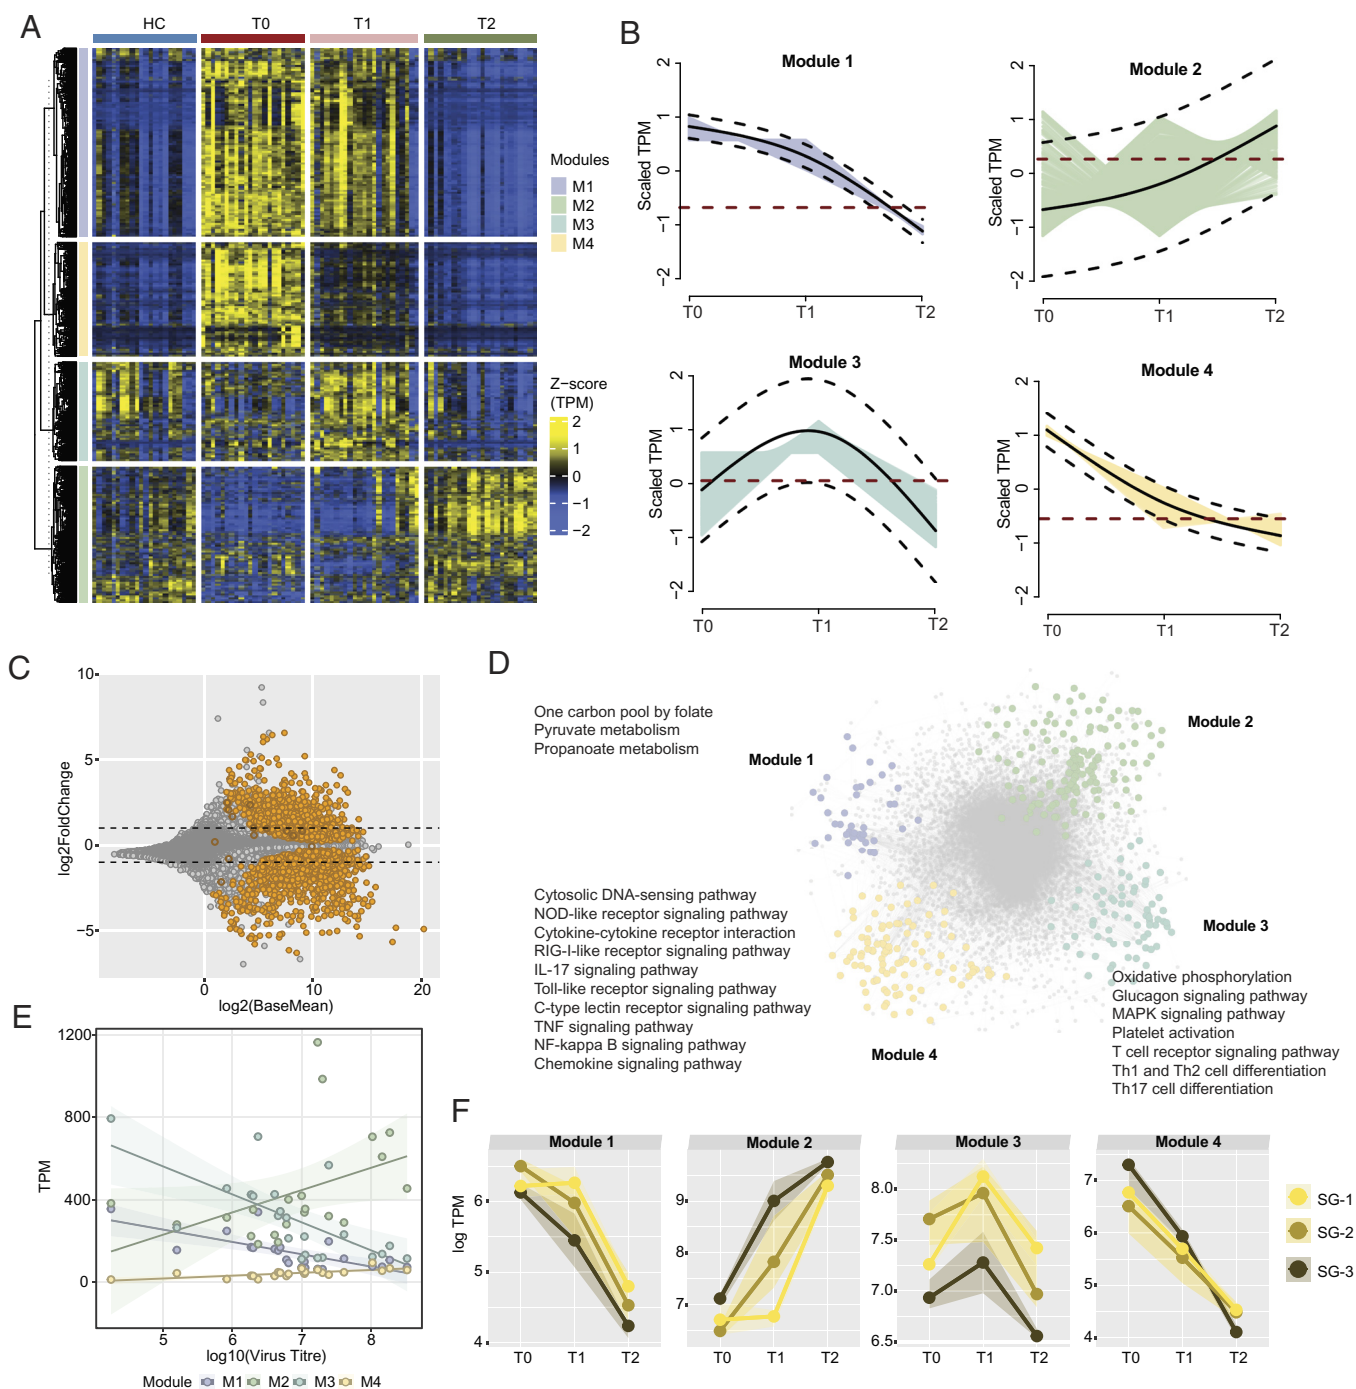 A
HC
T0
T1
T2
Modules
M1
M2
M3
M4
Z−score
(TPM)
2
1
0
−1
−2
B
Module 1
Scaled TPM
2
1
0
−1
−2
T0
T1
T2
Module 2
Scaled TPM
2
1
0
−1
−2
T0
T1
T2
Module 3
Scaled TPM
2
1
0
−1
−2
T0
T1
T2
Module 4
Scaled TPM
2
1
0
−1
−2
T0
T1
T2
C
log2FoldChange
10
5
0
−5
0
10
20
log2(BaseMean)
D
One carbon pool by folate
Pyruvate metabolism
Propanoate metabolism
Module 1
Module 2
Cytosolic DNA-sensing pathway
NOD-like receptor signaling pathway
Cytokine-cytokine receptor interaction
RIG-I-like receptor signaling pathway
IL-17 signaling pathway
Toll-like receptor signaling pathway
C-type lectin receptor signaling pathway
TNF signaling pathway
NF-kappa B signaling pathway
Chemokine signaling pathway
Module 4
Module 3
Oxidative phosphorylation
Glucagon signaling pathway
MAPK signaling pathway
Platelet activation
T cell receptor signaling pathway
Th1 and Th2 cell differentiation
Th17 cell differentiation
E
TPM
1200
800
400
0
5
6
7
8
log10(Virus Titre)
Module M1 M2 M3 M4
F
log TPM
Module 1
6
5
4
T0 T1 T2
Module 2
9
8
7
T0 T1 T2
Module 3
8.0
7.5
7.0
6.5
T0 T1 T2
Module 4
7
6
5
4
T0 T1 T2
SG-1
SG-2
SG-3